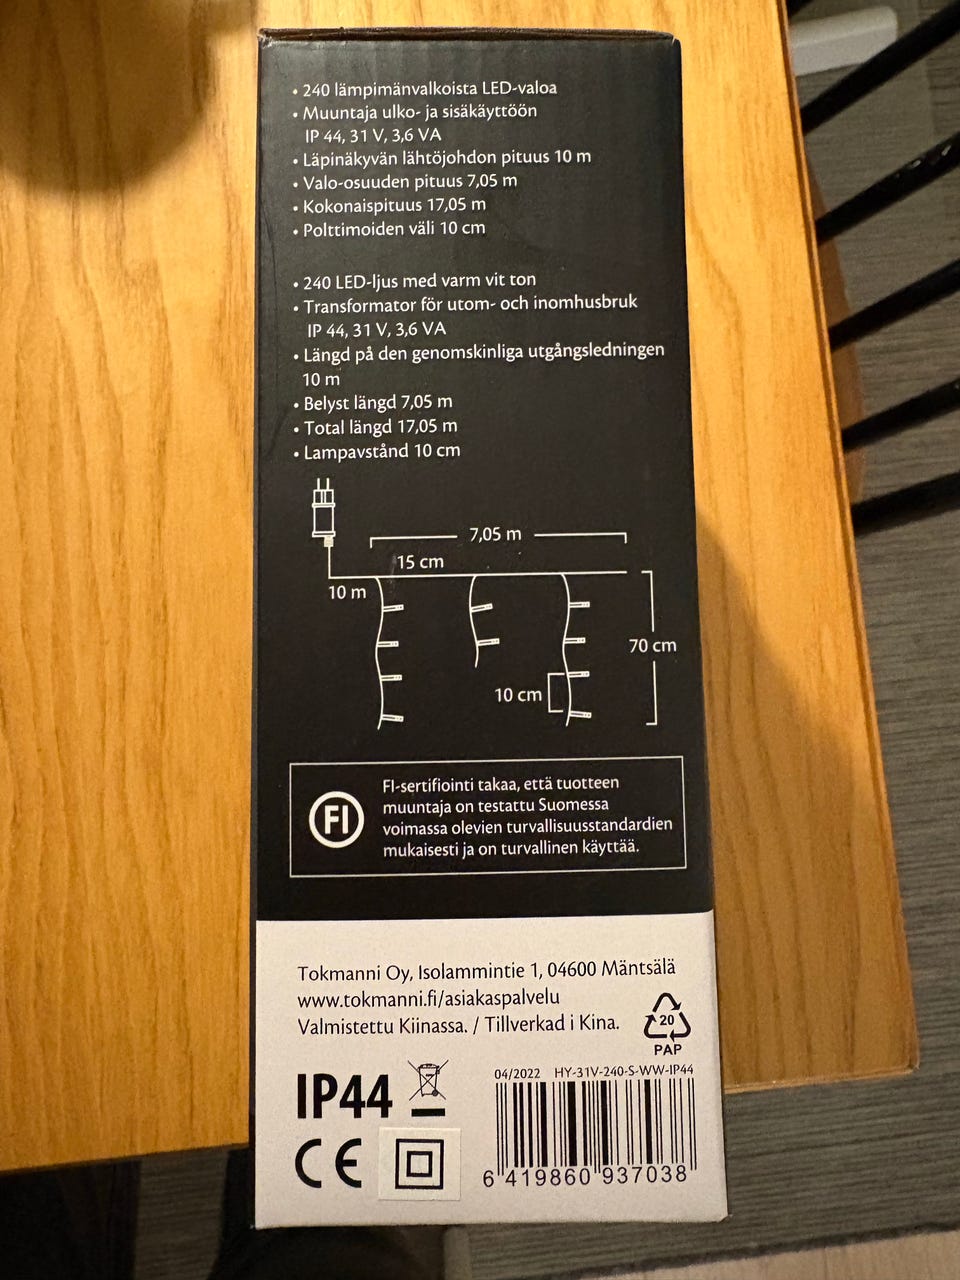 • 240 lämpimänvalkoista LED-valoa
• Muuntaja ulko- ja sisäkäyttöön
IP 44, 31 V, 3,6 VA
• Läpinäkyvän lähtöjohdon pituus 10 m
• Valo-osuuden pituus 7,05 m
• Kokonaispituus 17,05 m
• Polttimoiden väli 10 cm
• 240 LED-ljus med varm vit ton
• Transformator för utom- och inomhusbruk
IP 44, 31 V, 3,6 VA
• Längd på den genomskinliga utgångsledningen
10 m
• Belyst längd 7,05 m
• Total längd 17,05 m
• Lampavstånd 10 cm
7,05 m
15 cm
10 m
70 cm
10 cm
FI
FI-sertifiointi takaa, että tuotteen
muuntaja on testattu Suomessa
voimassa olevien turvallisuusstandardien
mukaisesti ja on turvallinen käyttää.
Tokmanni Oy, Isolammintie 1, 04600 Mäntsälä
www.tokmanni.fi/asiakaspalvelu
Valmistettu Kiinassa. / Tillverkad i Kina.
20
PAP
04/2022 HY-31V-240-S-WW-IP44
IP44
CE
6 419860 937038